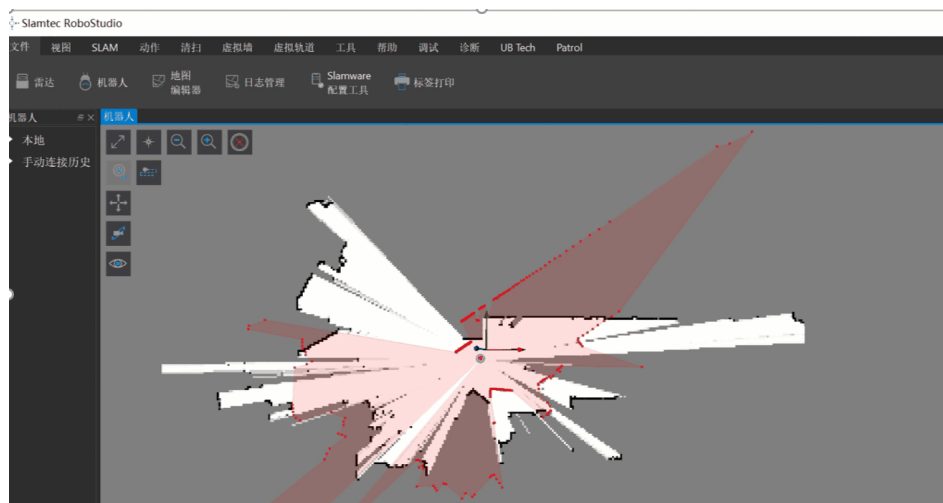 Slamtec RoboStudio
文件 视图 SLAM 动作 清扫 虚拟墙 虚拟轨道 工具 帮助 调试 诊断 UB Tech Patrol
雷达 机器人 地图 编辑器 日志管理 Slamware 配置工具 标签打印
机器人 机器人
本地
手动连接历史